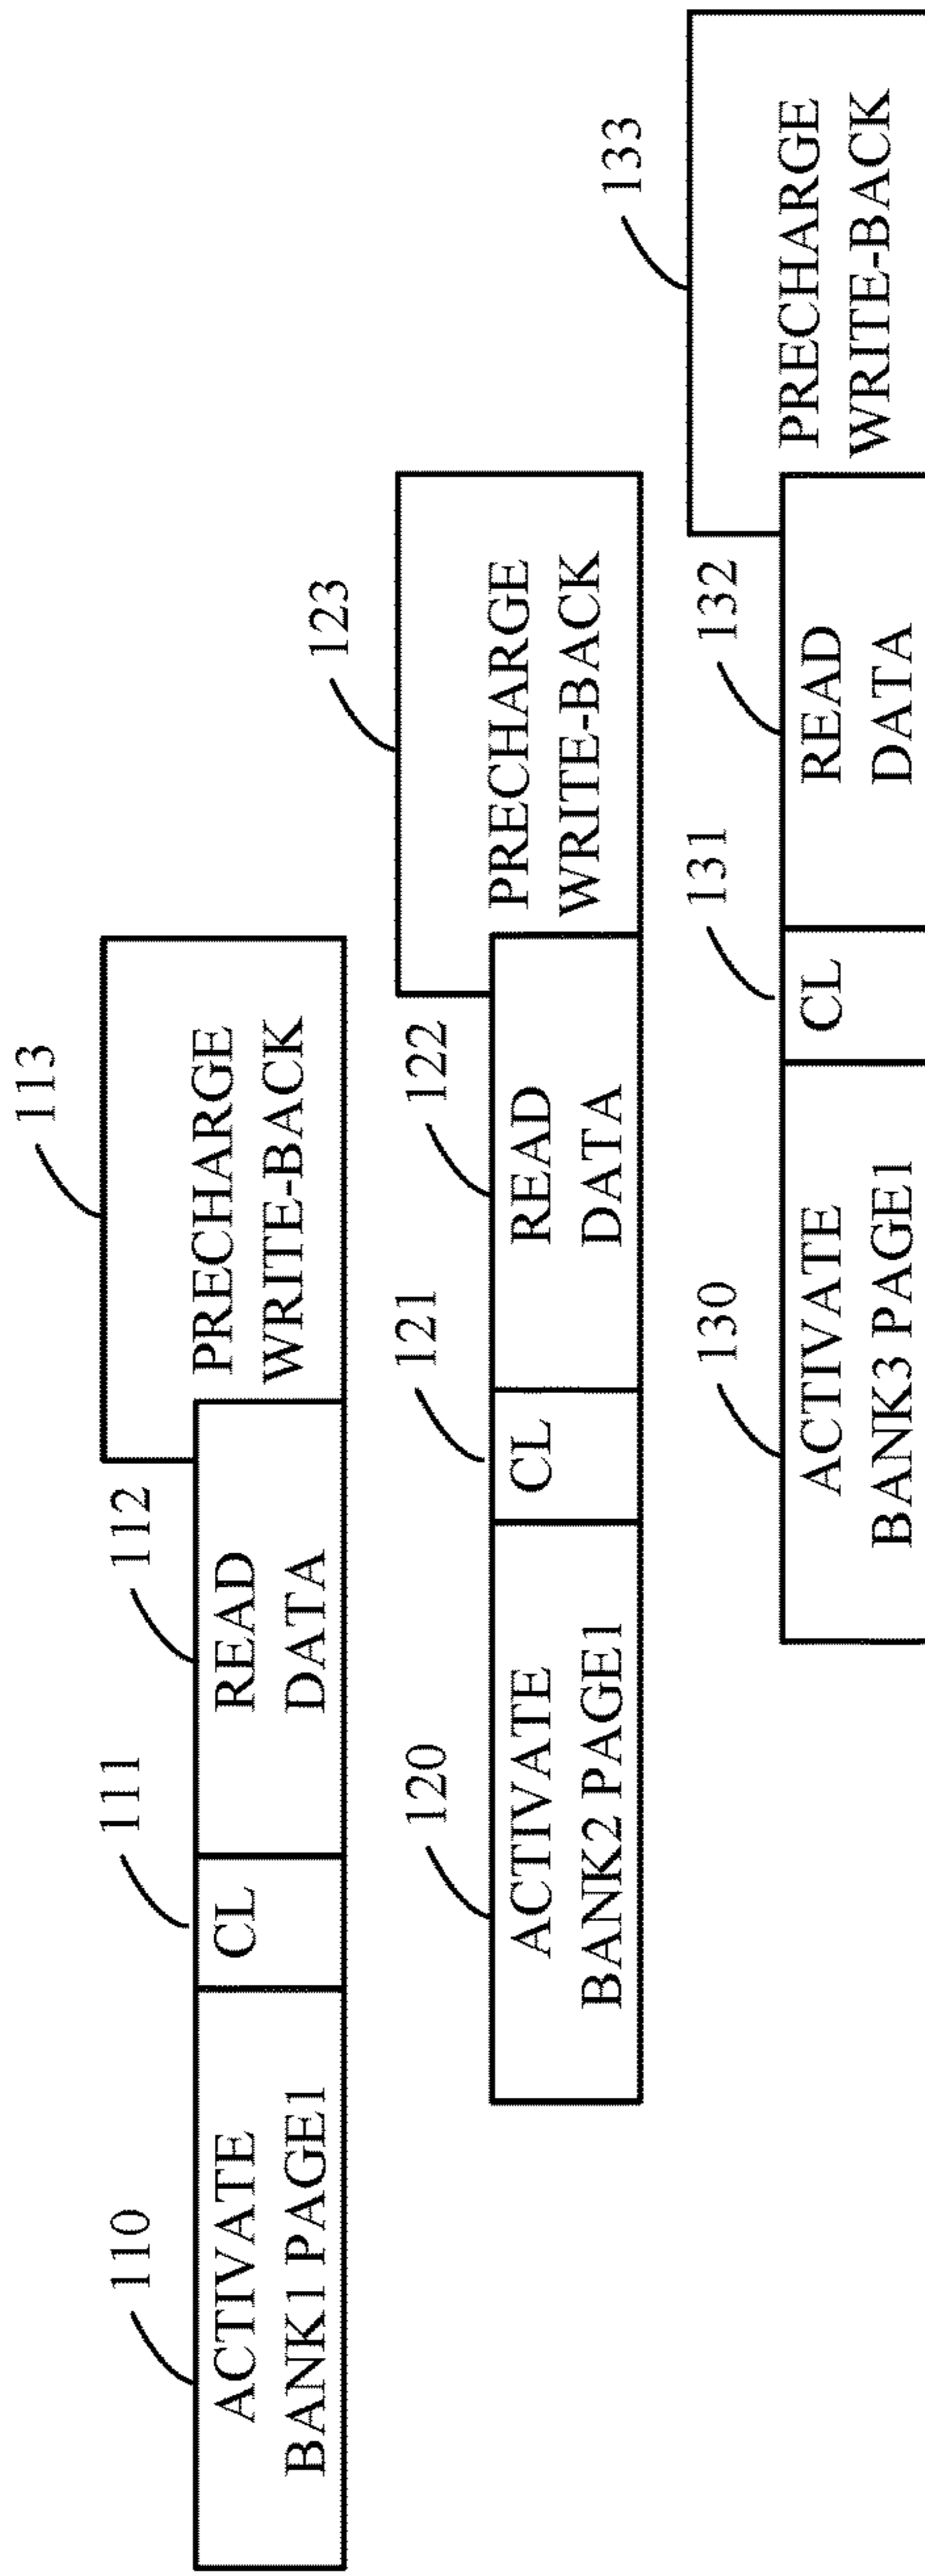 110
111
112
113
ACTIVATE
BANK1 PAGE1
CL
READ
DATA
PRECHARGE
WRITE-BACK
120
121
122
123
ACTIVATE
BANK2 PAGE1
CL
READ
DATA
PRECHARGE
WRITE-BACK
130
131
132
133
ACTIVATE
BANK3 PAGE1
CL
READ
DATA
PRECHARGE
WRITE-BACK